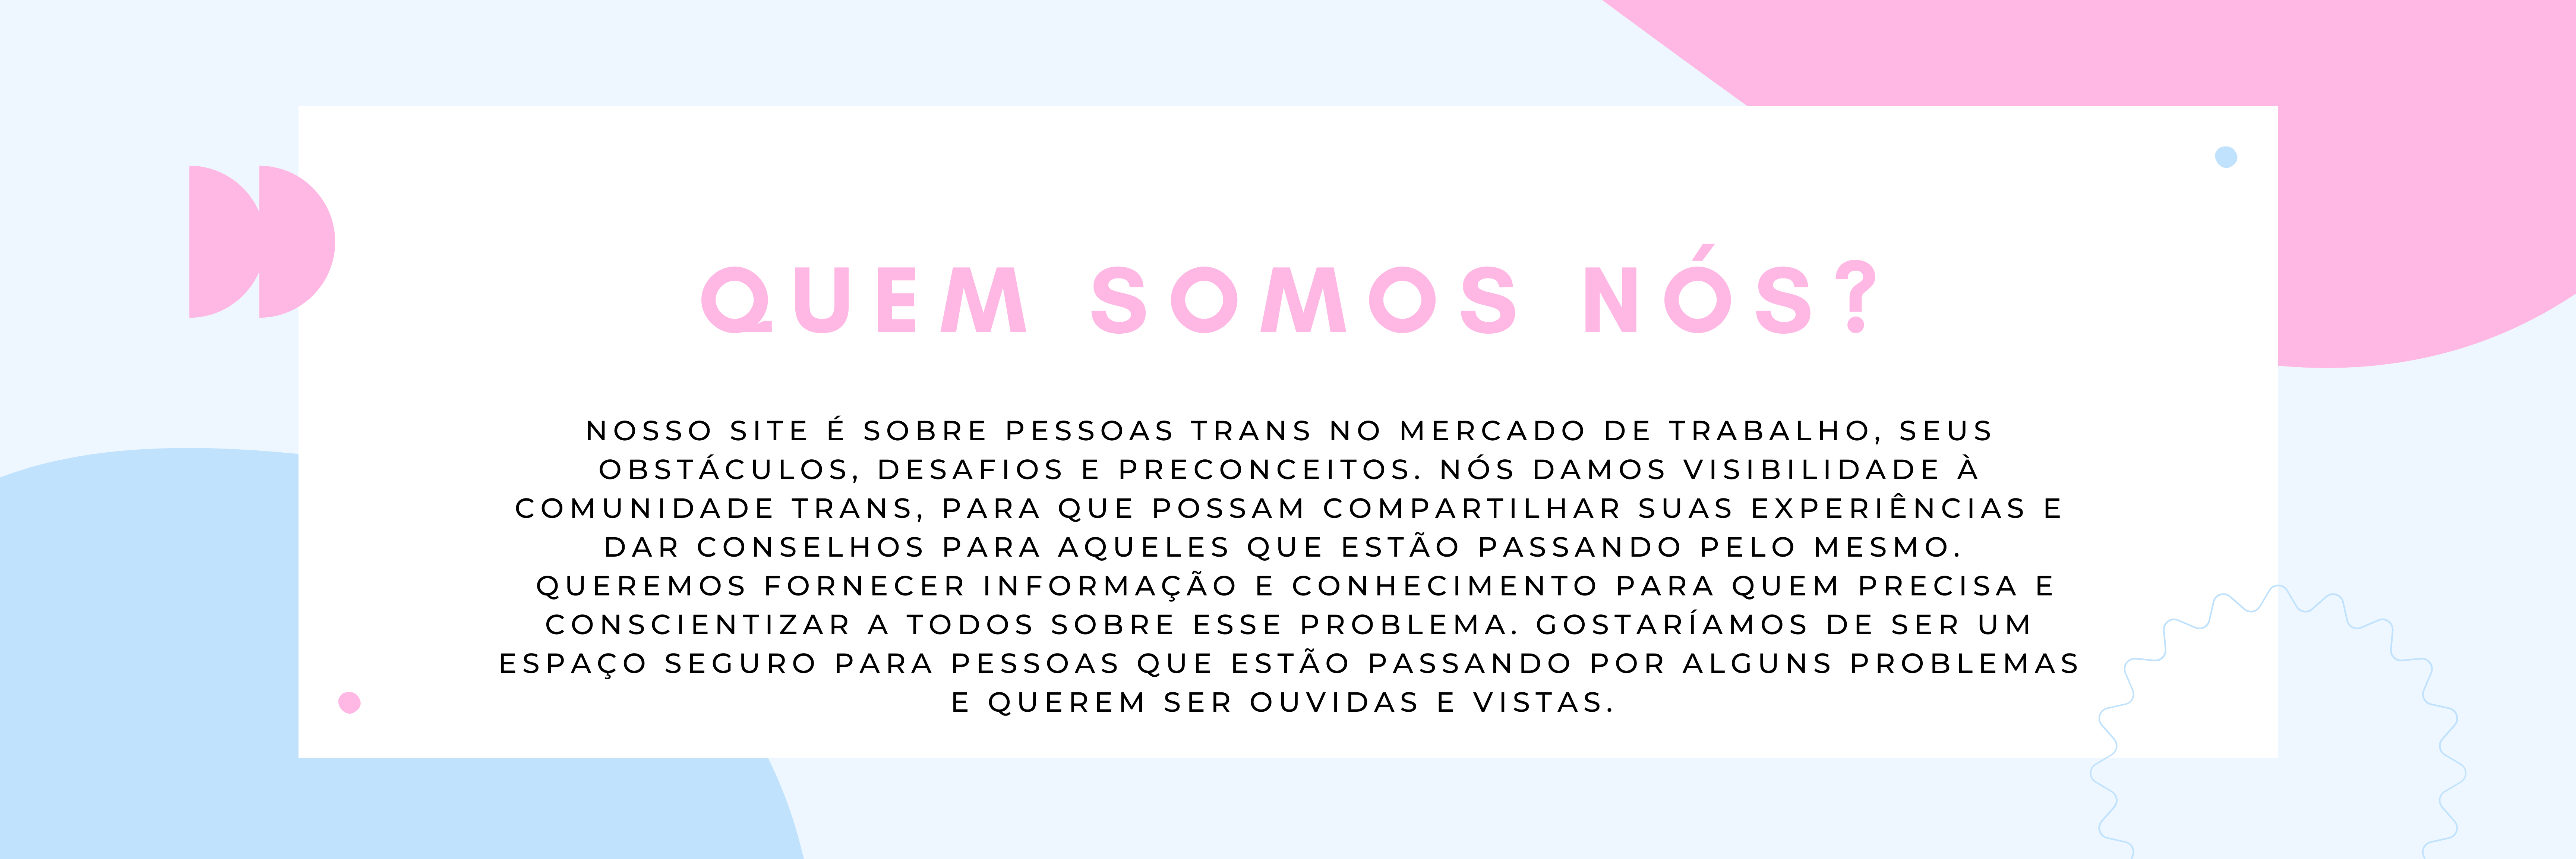 QUEM SOMOS NÓS?
NOSSO SITE É SOBRE PESSOAS TRANS NO MERCADO DE TRABALHO, SEUS
OBSTÁCULOS, DESAFIOS E PRECONCEITOS. NÓS DAMOS VISIBILIDADE À
COMUNIDADE TRANS, PARA QUE POSSAM COMPARTILHAR SUAS EXPERIÊNCIAS E
DAR CONSELHOS PARA AQUELES QUE ESTÃO PASSANDO PELO MESMO.
QUEREMOS FORNECER INFORMAÇÃO E CONHECIMENTO PARA QUEM PRECISA E
CONSCIENTIZAR A TODOS SOBRE ESSE PROBLEMA. GOSTARÍAMOS DE SER UM
ESPAÇO SEGURO PARA PESSOAS QUE ESTÃO PASSANDO POR ALGUNS PROBLEMAS
E QUEREM SER OUVIDAS E VISTAS.